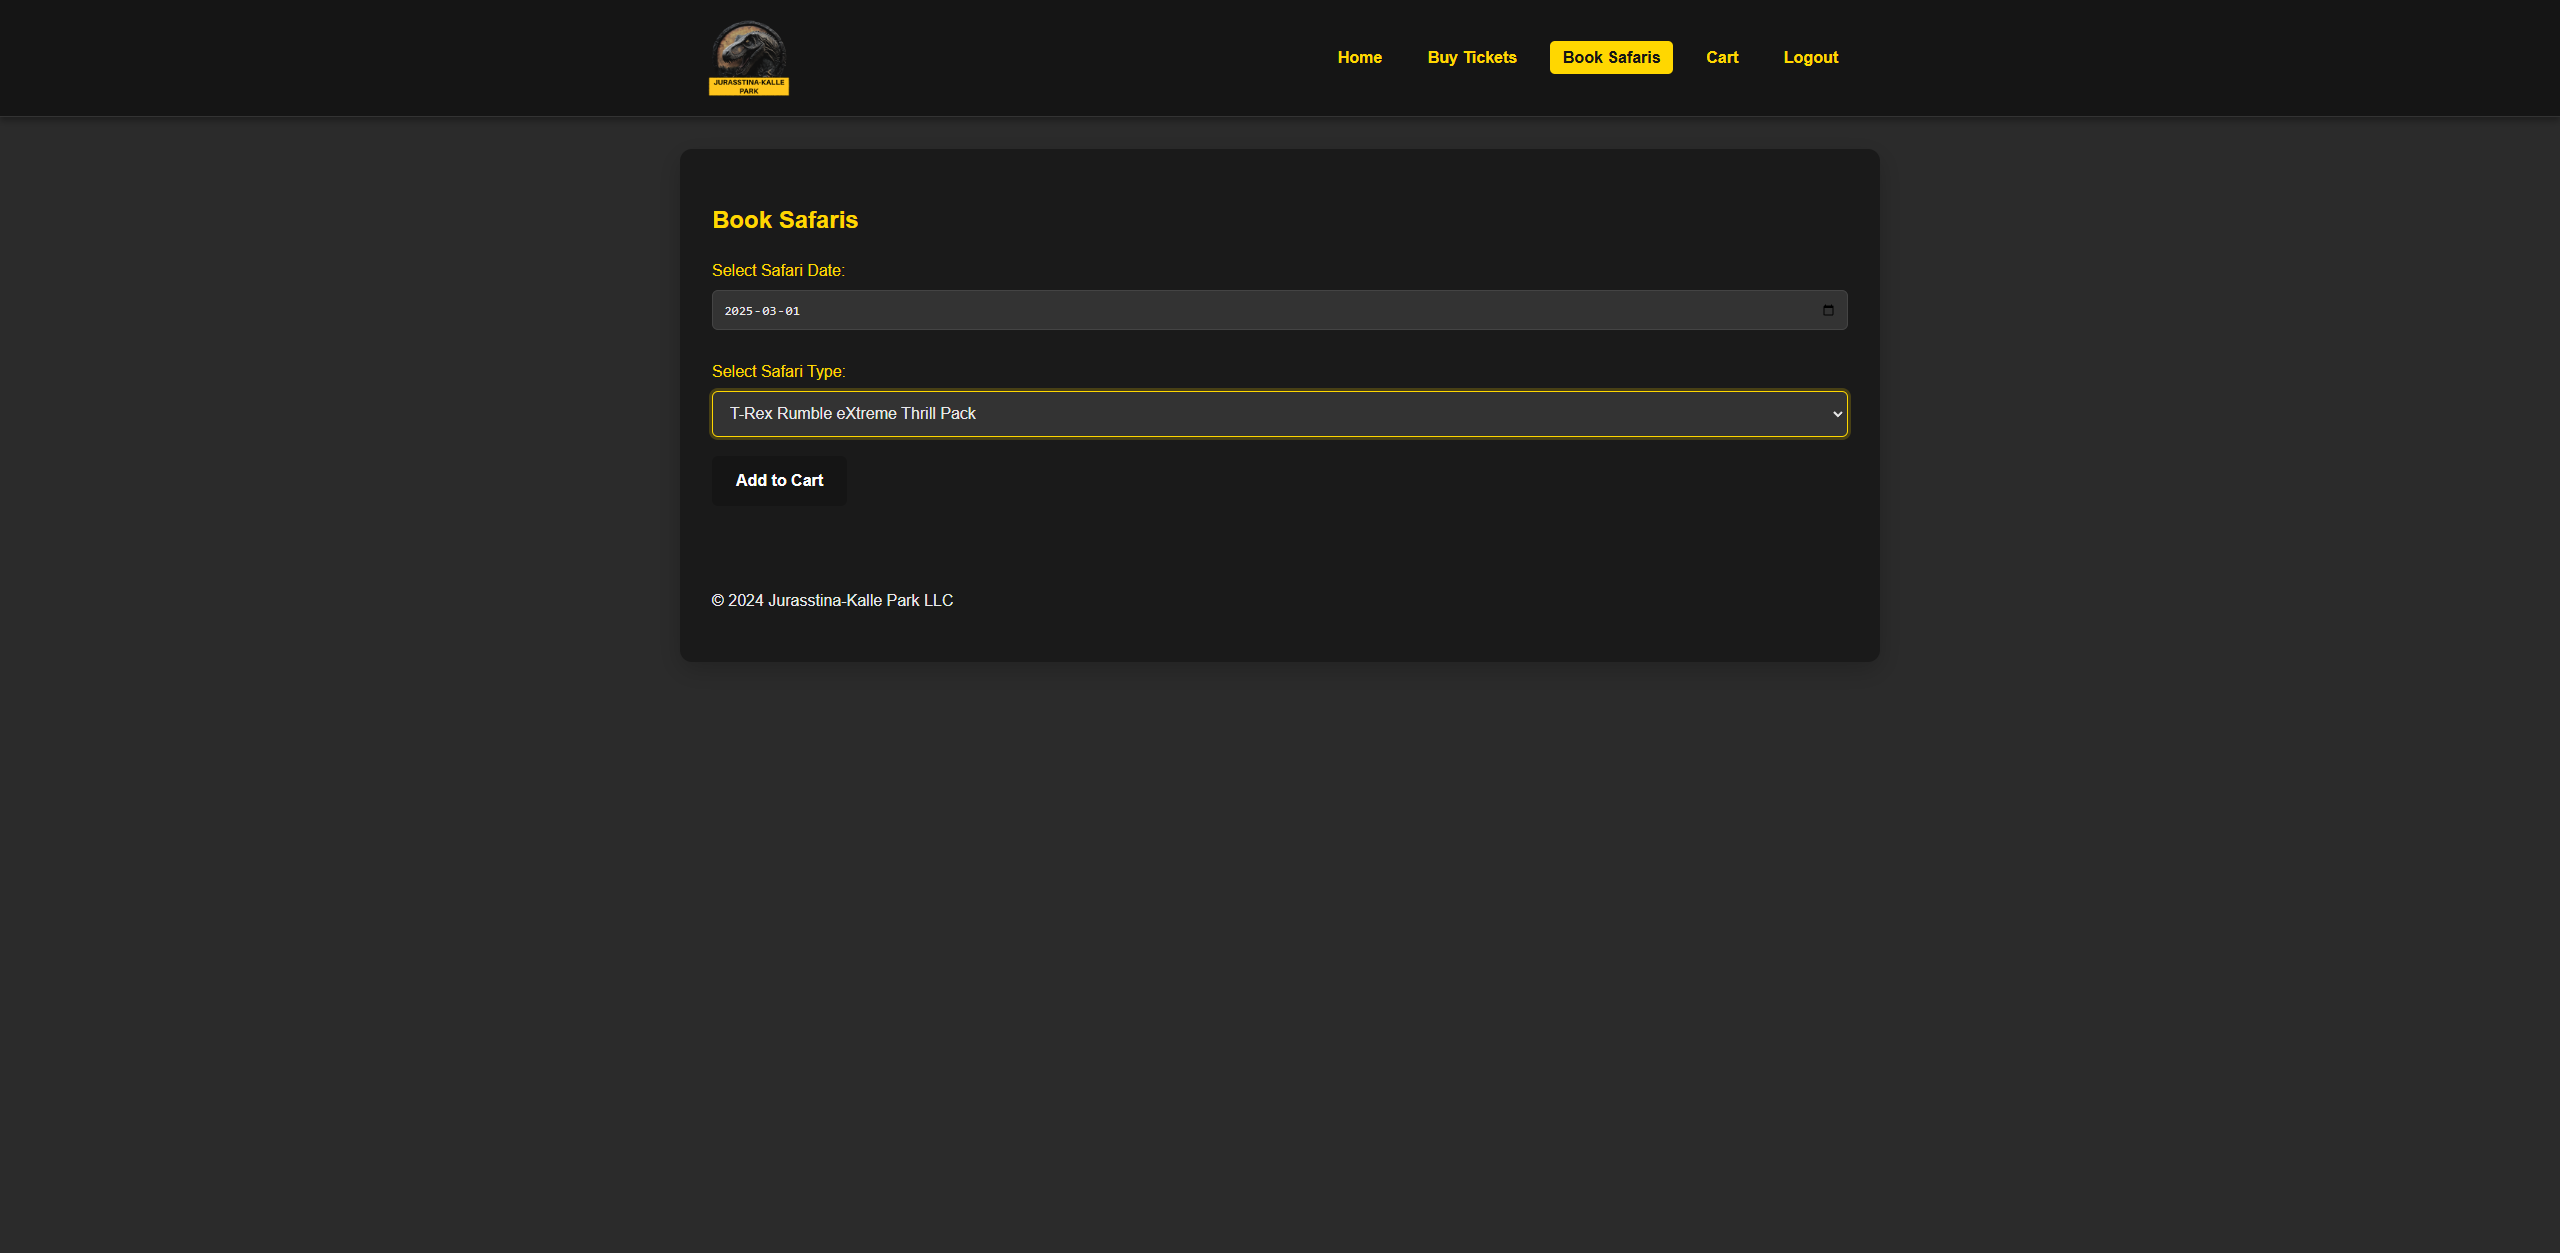 JURASSTINA-KALLE
PARK
Home
Buy Tickets
Book Safaris
Cart
Logout
Book Safaris
Select Safari Date:
2025-03-01
Select Safari Type:
T-Rex Rumble eXtreme Thrill Pack
Add to Cart
© 2024 Jurasstina-Kalle Park LLC